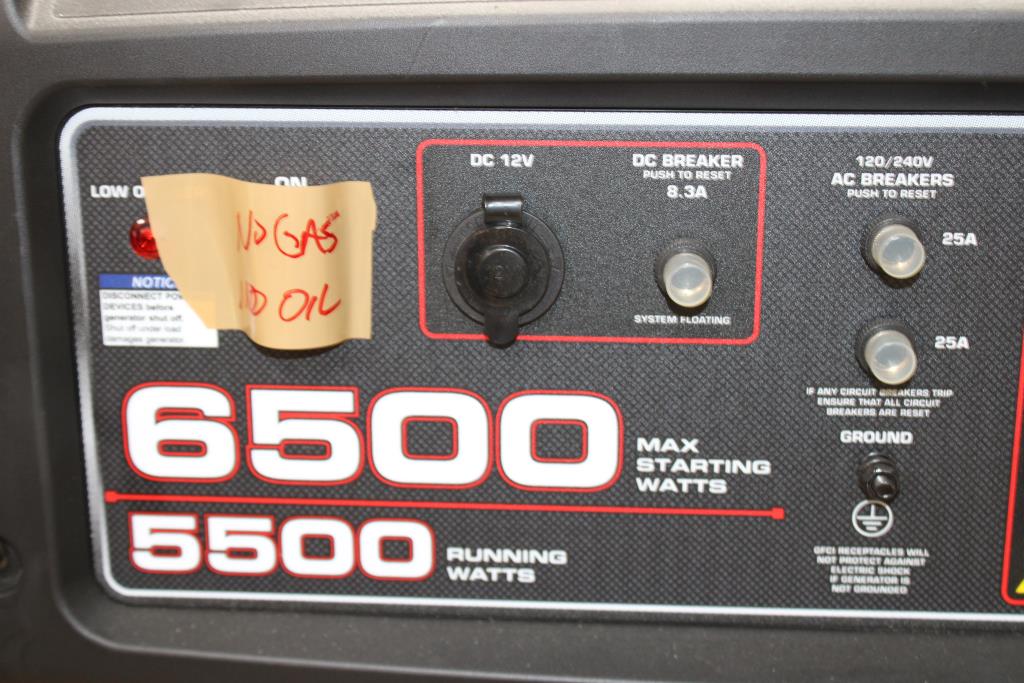 LOW O
ON
NO GAS
NO OIL
NOTIC
DISCONNECT POW
DEVICES before
generator shut off.
Shut off under load
damages generator.
DC 12V
DC BREAKER
PUSH TO RESET
8.3A
SYSTEM FLOATING
120/240V
AC BREAKERS
PUSH TO RESET
25A
25A
IF ANY CIRCUIT BREAKERS TRIP
ENSURE THAT ALL CIRCUIT
BREAKERS ARE RESET
GROUND
GFCI RECEPTACLES WILL
NOT PROTECT AGAINST
ELECTRIC SHOCK
IF GENERATOR IS
NOT GROUNDED
6500
MAX
STARTING
WATTS
5500
RUNNING
WATTS